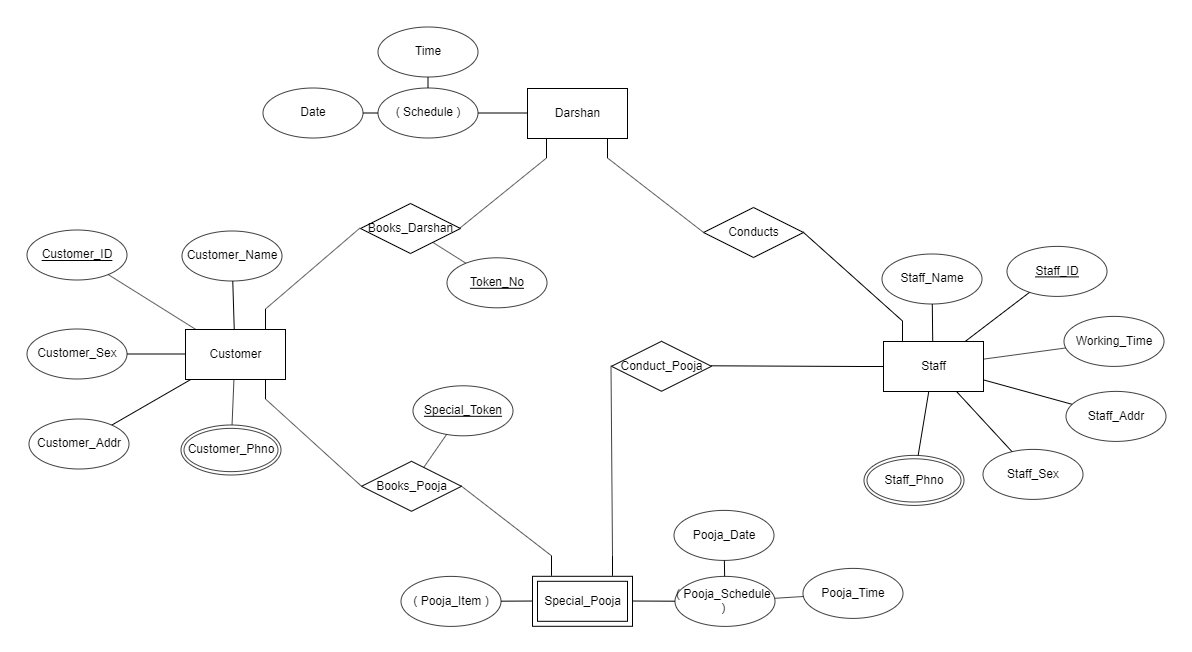 Time
Date
( Schedule )
Darshan
Books_Darshan
Conducts
Token_No
Customer_ID
Customer_Name
Customer_Sex
Customer
Customer_Addr
Customer_Phno
Staff_Name
Staff_ID
Working_Time
Staff
Staff_Addr
Staff_Sex
Staff_Phno
Conduct_Pooja
Special_Token
Books_Pooja
Pooja_Date
( Pooja_Item )
Special_Pooja
( Pooja_Schedule
)
Pooja_Time